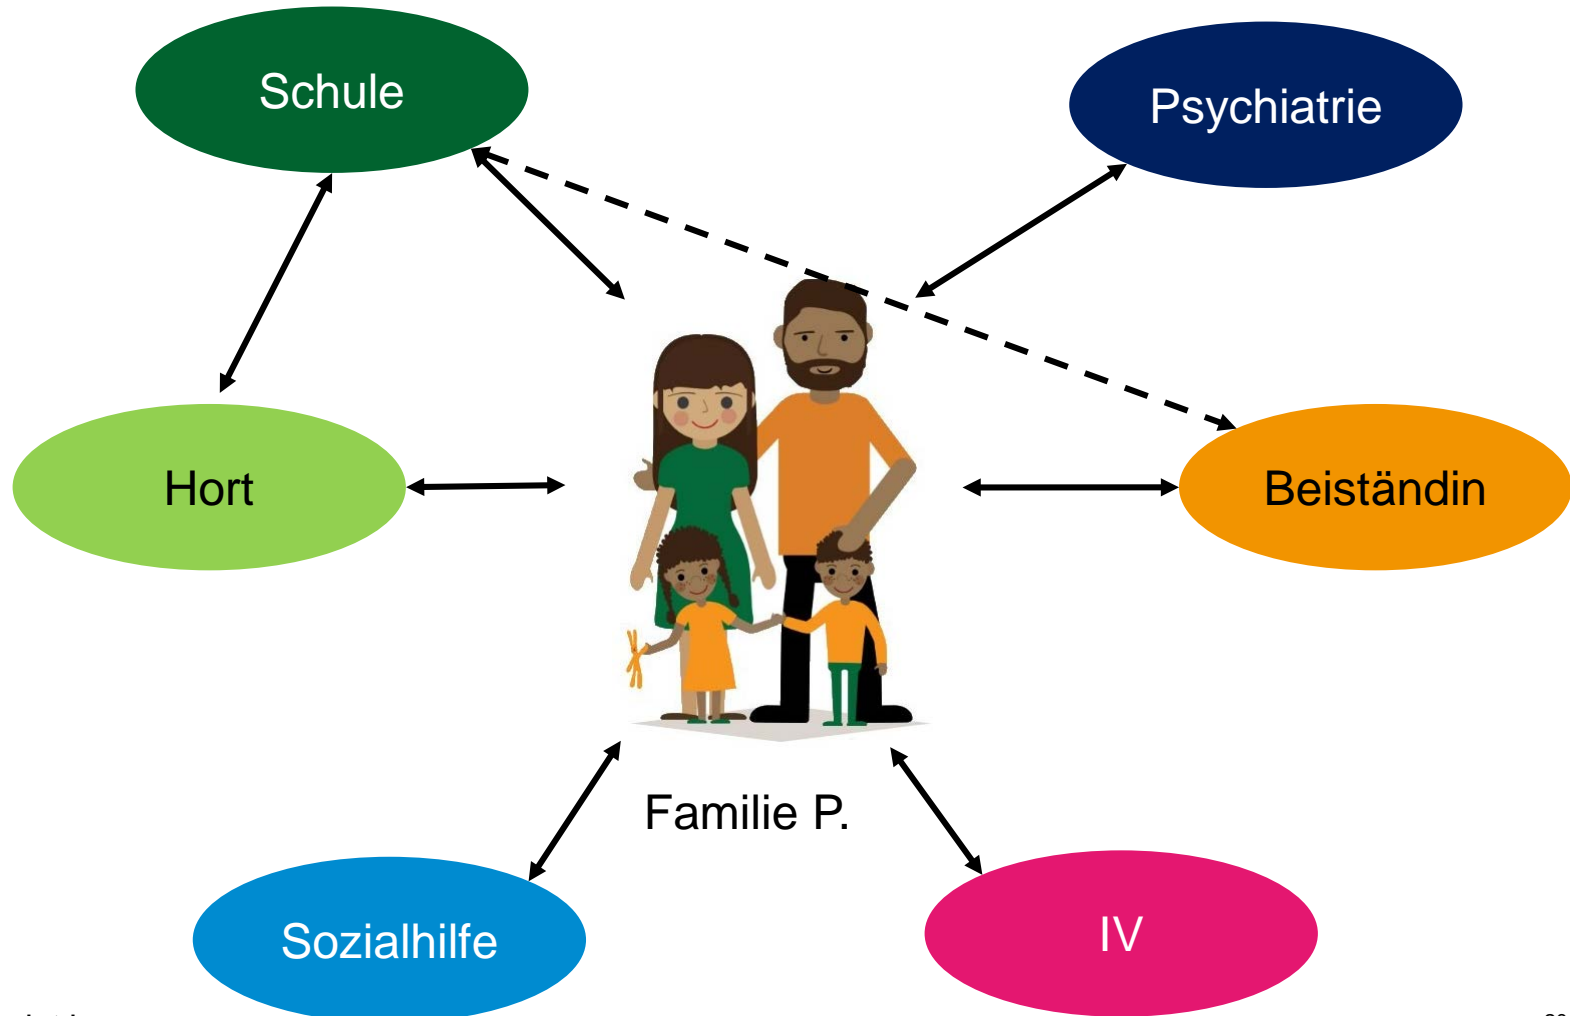 Schule
Psychiatrie
Hort
Beiständin
Familie P.
Sozialhilfe
IV